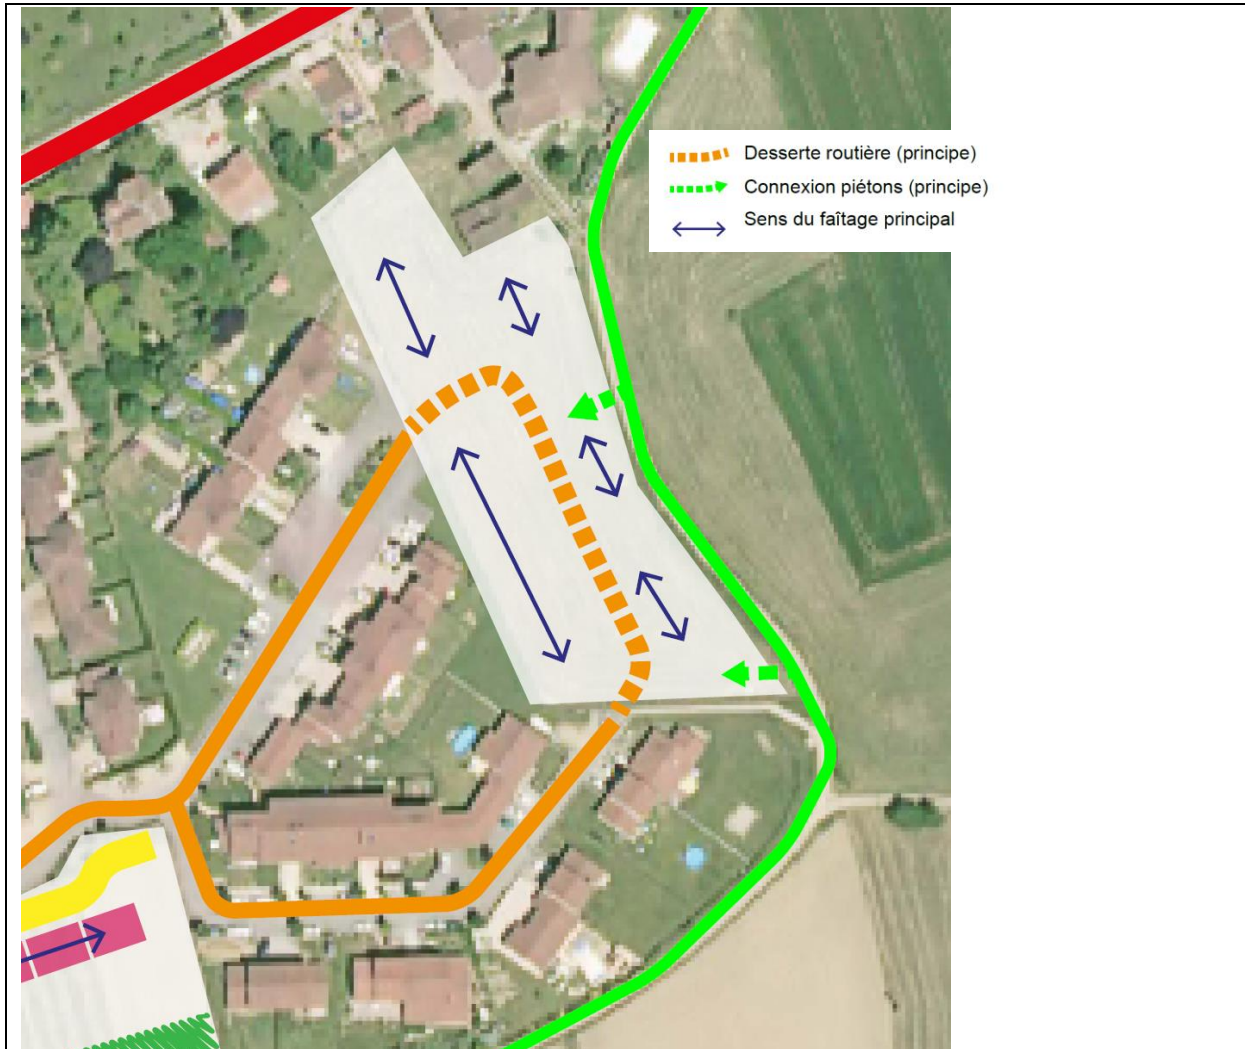 Desserte routière (principe)
Connexion piétons (principe)
Sens du faîtage principal